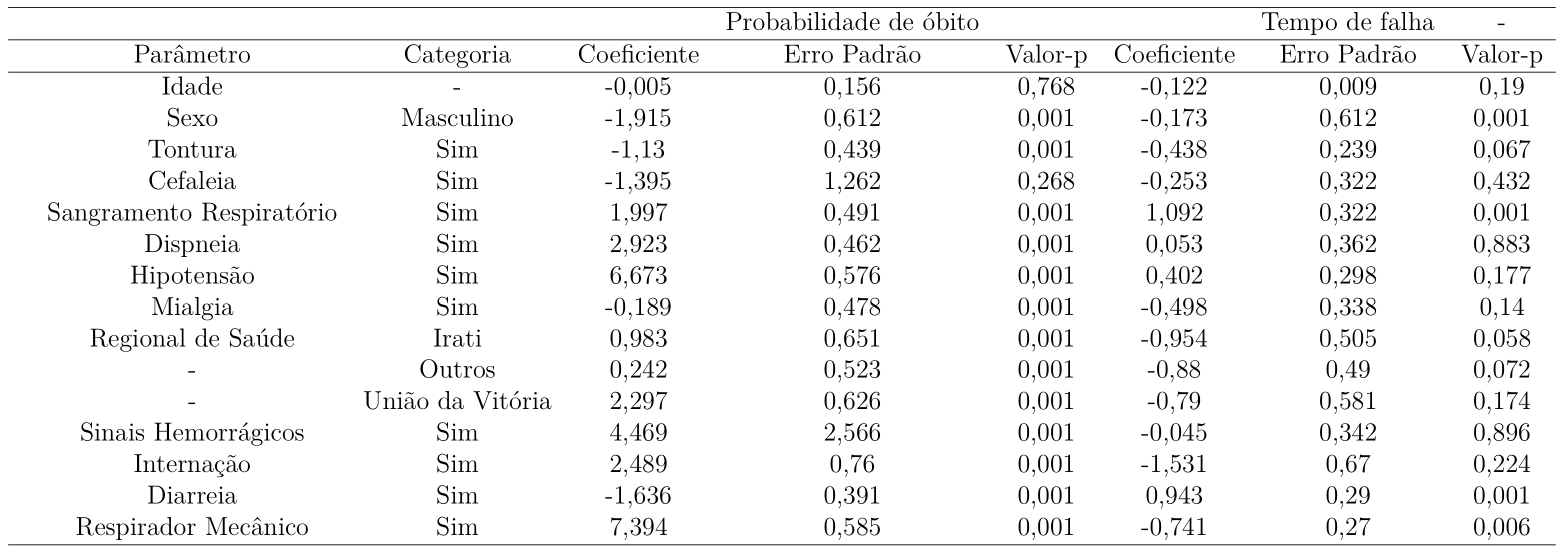 Probabilidade de óbito Tempo de falha -
Parâmetro Categoria Coeficiente Erro Padrão Valor-p Coeficiente Erro Padrão Valor-p
Idade - -0,005 0,156 0,768 -0,122 0,009 0,19
Sexo Masculino -1,915 0,612 0,001 -0,173 0,612 0,001
Tontura Sim -1,13 0,439 0,001 -0,438 0,239 0,067
Cefaleia Sim -1,395 1,262 0,268 -0,253 0,322 0,432
Sangramento Respiratório Sim 1,997 0,491 0,001 1,092 0,322 0,001
Dispneia Sim 2,923 0,462 0,001 0,053 0,362 0,883
Hipotensão Sim 6,673 0,576 0,001 0,402 0,298 0,177
Mialgia Sim -0,189 0,478 0,001 -0,498 0,338 0,14
Regional de Saúde Irati 0,983 0,651 0,001 -0,954 0,505 0,058
- Outros 0,242 0,523 0,001 -0,88 0,49 0,072
- União da Vitória 2,297 0,626 0,001 -0,79 0,581 0,174
Sinais Hemorrágicos Sim 4,469 2,566 0,001 -0,045 0,342 0,896
Internação Sim 2,489 0,76 0,001 -1,531 0,67 0,224
Diarreia Sim -1,636 0,391 0,001 0,943 0,29 0,001
Respirador Mecânico Sim 7,394 0,585 0,001 -0,741 0,27 0,006